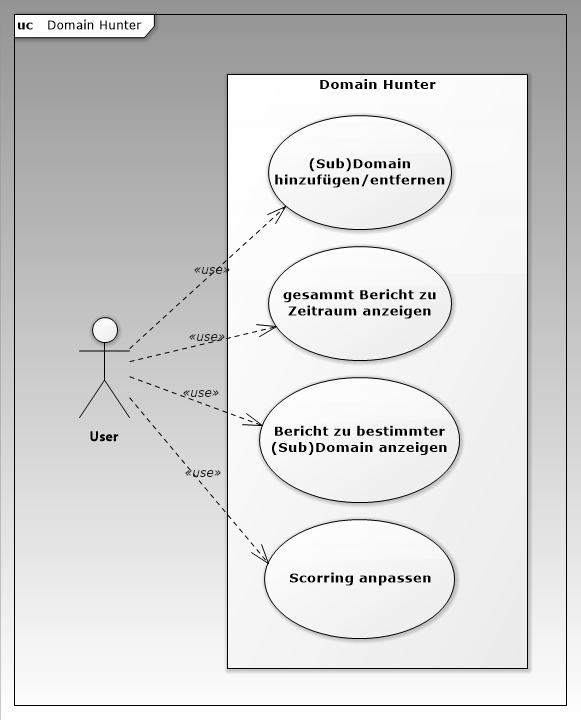 uc Domain Hunter
Domain Hunter
(Sub)Domain
hinzufügen/entfernen
«use»
gesammt Bericht zu
Zeitraum anzeigen
«use»
«use»
Bericht zu bestimmter
(Sub)Domain anzeigen
User
«use»
Scorring anpassen